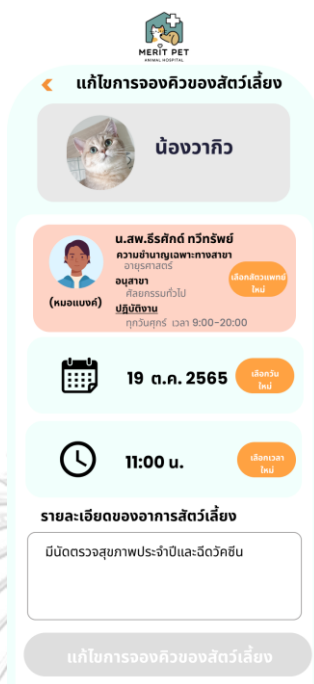 MERIT PET
ANIMAL HOSPITAL
แก้ไขการจองคิวของสัตว์เลี้ยง
น้องวากิว
น.สพ.ธีรศักด์ ทวีทรัพย์
ความชำนาญเฉพาะทางสาขา
อายุรศาสตร์
อนุสาขา
ศัลยกรรมทั่วไป
ปฏิบัติงาน
ทุกวันศุกร์ เวลา 9:00-20:00
(หมอแบงค์)
เลือกสัตวแพทย์
ใหม่
19 ต.ค. 2565
เลือกวัน
ใหม่
11:00 น.
เลือกเวลา
ใหม่
รายละเอียดของอาการสัตว์เลี้ยง
มีนัดตรวจสุขภาพประจำปีและฉีดวัคซีน
แก้ไขการจองคิวของสัตว์เลี้ยง